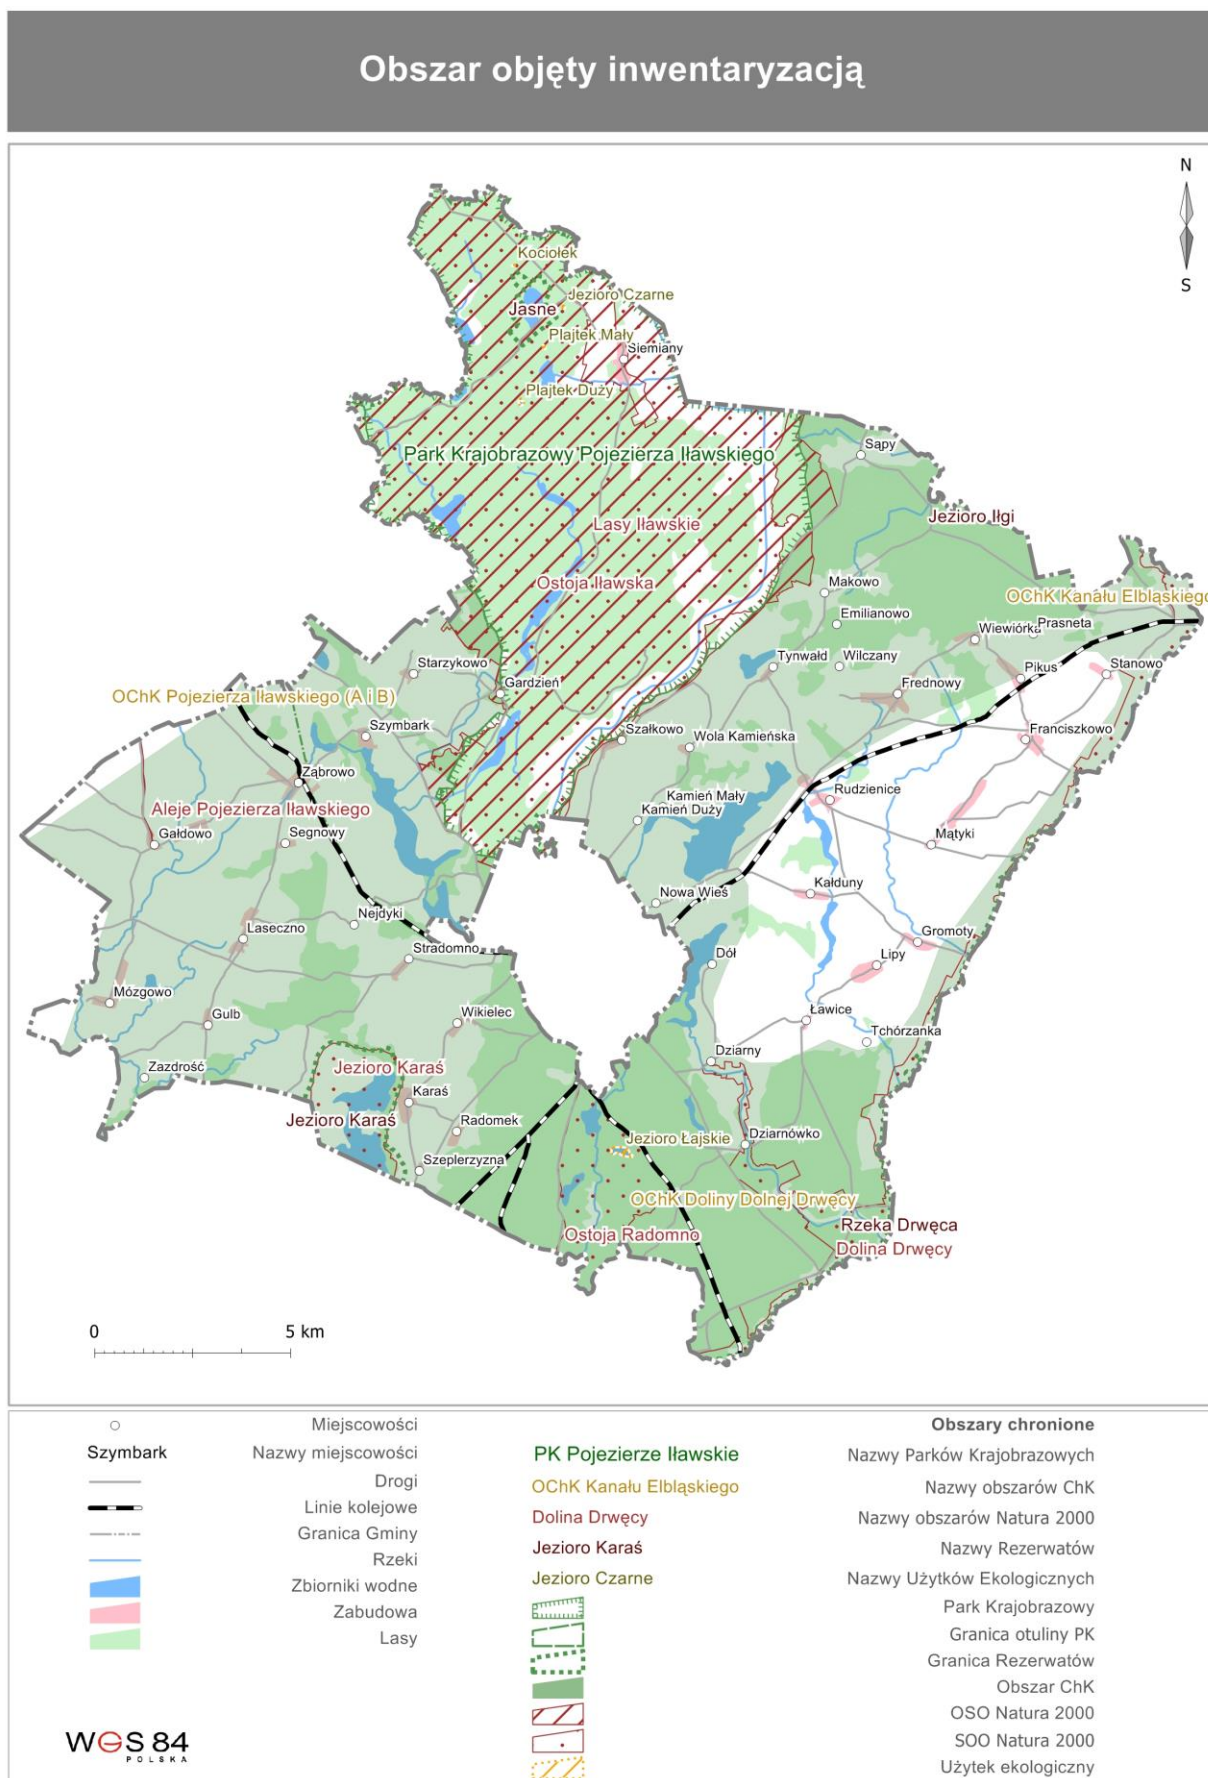 Obszar objęty inwentaryzacją
N
S
Kociołek
Jezioro Czarne
Jasne
Plajtek Mały
Siemiany
Plajtek Duży
Park Krajobrazowy Pojezierza Iławskiego
Sąpy
Lasy Iławskie
Jezioro Iłgi
Ostoja Iławska
Makowo
OChK Kanału Elbląskiego
Emilianowo
Wiewiórka
Prasneta
Starzykowo
Tynwałd
Wilczany
Pikus
Stanowo
Gardzień
Frednowy
OChK Pojezierza Iławskiego (A i B)
Szymbark
Szałkowo
Wola Kamieńska
Franciszkowo
Ząbrowo
Kamień Mały
Rudzienice
Aleje Pojezierza Iławskiego
Kamień Duży
Gałdowo
Segnowy
Mątyki
Nowa Wieś
Kałduny
Laseczno
Nejdyki
Gromoty
Stradomno
Dół
Lipy
Mózgowo
Gulb
Wikielec
Ławice
Tchórzanka
Zazdrość
Jezioro Karaś
Dziarny
Karaś
Jezioro Karaś
Radomek
Jezioro Łajskie
Dziarnówko
Szeplerzyzna
OChK Doliny Dolnej Drwęcy
Ostoja Radomno
Rzeka Drwęca
Dolina Drwęcy
0 5 km
Miejscowości
Szymbark Nazwy miejscowości
Drogi
Linie kolejowe
Granica Gminy
Rzeki
Zbiorniki wodne
Zabudowa
Lasy
Obszary chronione
PK Pojezierze Iławskie Nazwy Parków Krajobrazowych
OChK Kanału Elbląskiego Nazwy obszarów ChK
Dolina Drwęcy Nazwy obszarów Natura 2000
Jezioro Karaś Nazwy Rezerwatów
Jezioro Czarne Nazwy Użytków Ekologicznych
Park Krajobrazowy
Granica otuliny PK
Granica Rezerwatów
Obszar ChK
OSO Natura 2000
SOO Natura 2000
Użytek ekologiczny
WGS 84
POLSKA